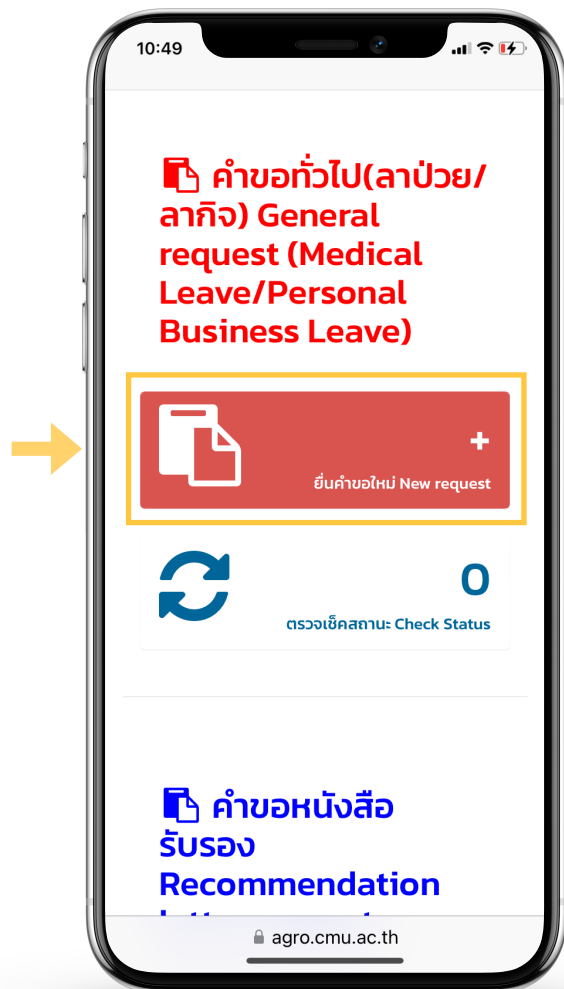 10:49
คำขอทั่วไป(ลาป่วย/
ลากิจ) General
request (Medical
Leave/Personal
Business Leave)
+
ยื่นคำขอใหม่ New request
0
ตรวจเช็คสถานะ Check Status
คำขอหนังสือ
รับรอง
Recommendation
agro.cmu.ac.th